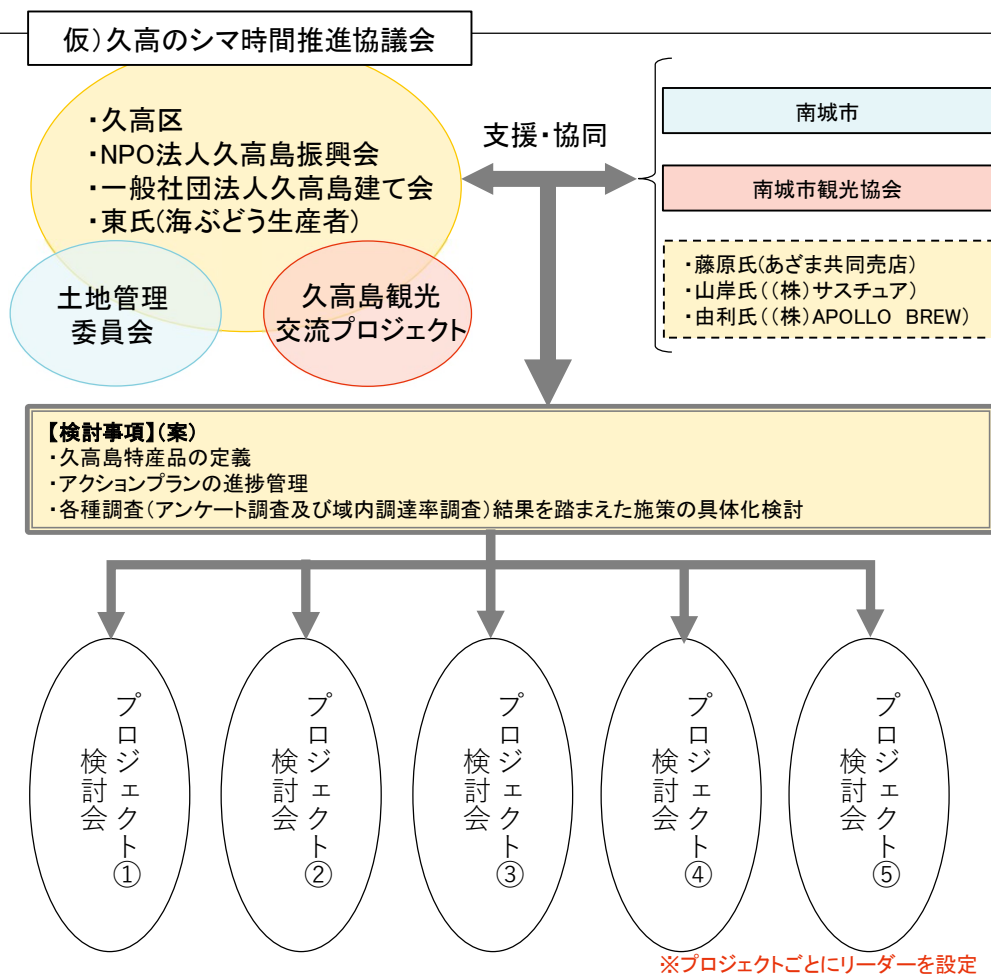 仮)久高のシマ時間推進協議会
・久高区
・NPO法人久高島振興会
・一般社団法人久高島建て会
・東氏(海ぶどう生産者)
土地管理
委員会
久高島観光
交流プロジェクト
支援・協同
南城市
南城市観光協会
・藤原氏(あざま共同売店)
・山岸氏((株)サスチュア)
・由利氏((株)APOLLO BREW)
【検討事項】(案)
・久高島特産品の定義
・アクションプランの進捗管理
・各種調査(アンケート調査及び域内調達率調査)結果を踏まえた施策の具体化検討
プロジェクト①
検討会
プロジェクト②
検討会
プロジェクト③
検討会
プロジェクト④
検討会
プロジェクト⑤
検討会
※プロジェクトごとにリーダーを設定